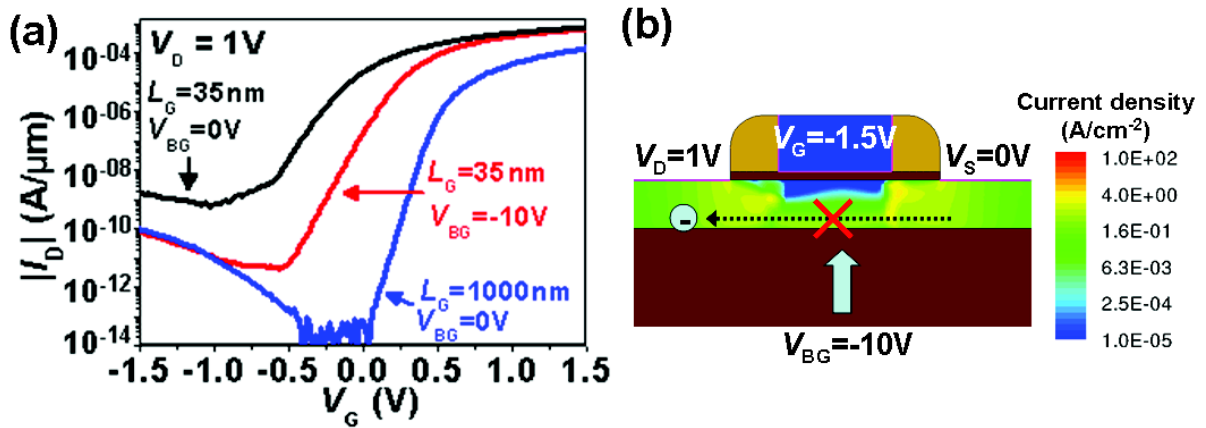 (a)
V_D = 1V
L_G=35nm
V_BG=0V
L_G=35nm
V_BG=-10V
L_G=1000nm
V_BG=0V
|I_D| (A/μm)
10^-04
10^-06
10^-08
10^-10
10^-12
10^-14
-1.5 -1.0 -0.5 0.0 0.5 1.0 1.5
V_G (V)
(b)
V_G=-1.5V
V_D=1V
V_S=0V
-
V_BG=-10V
Current density
(A/cm^-2)
1.0E+02
4.0E+00
1.6E-01
6.3E-03
2.5E-04
1.0E-05